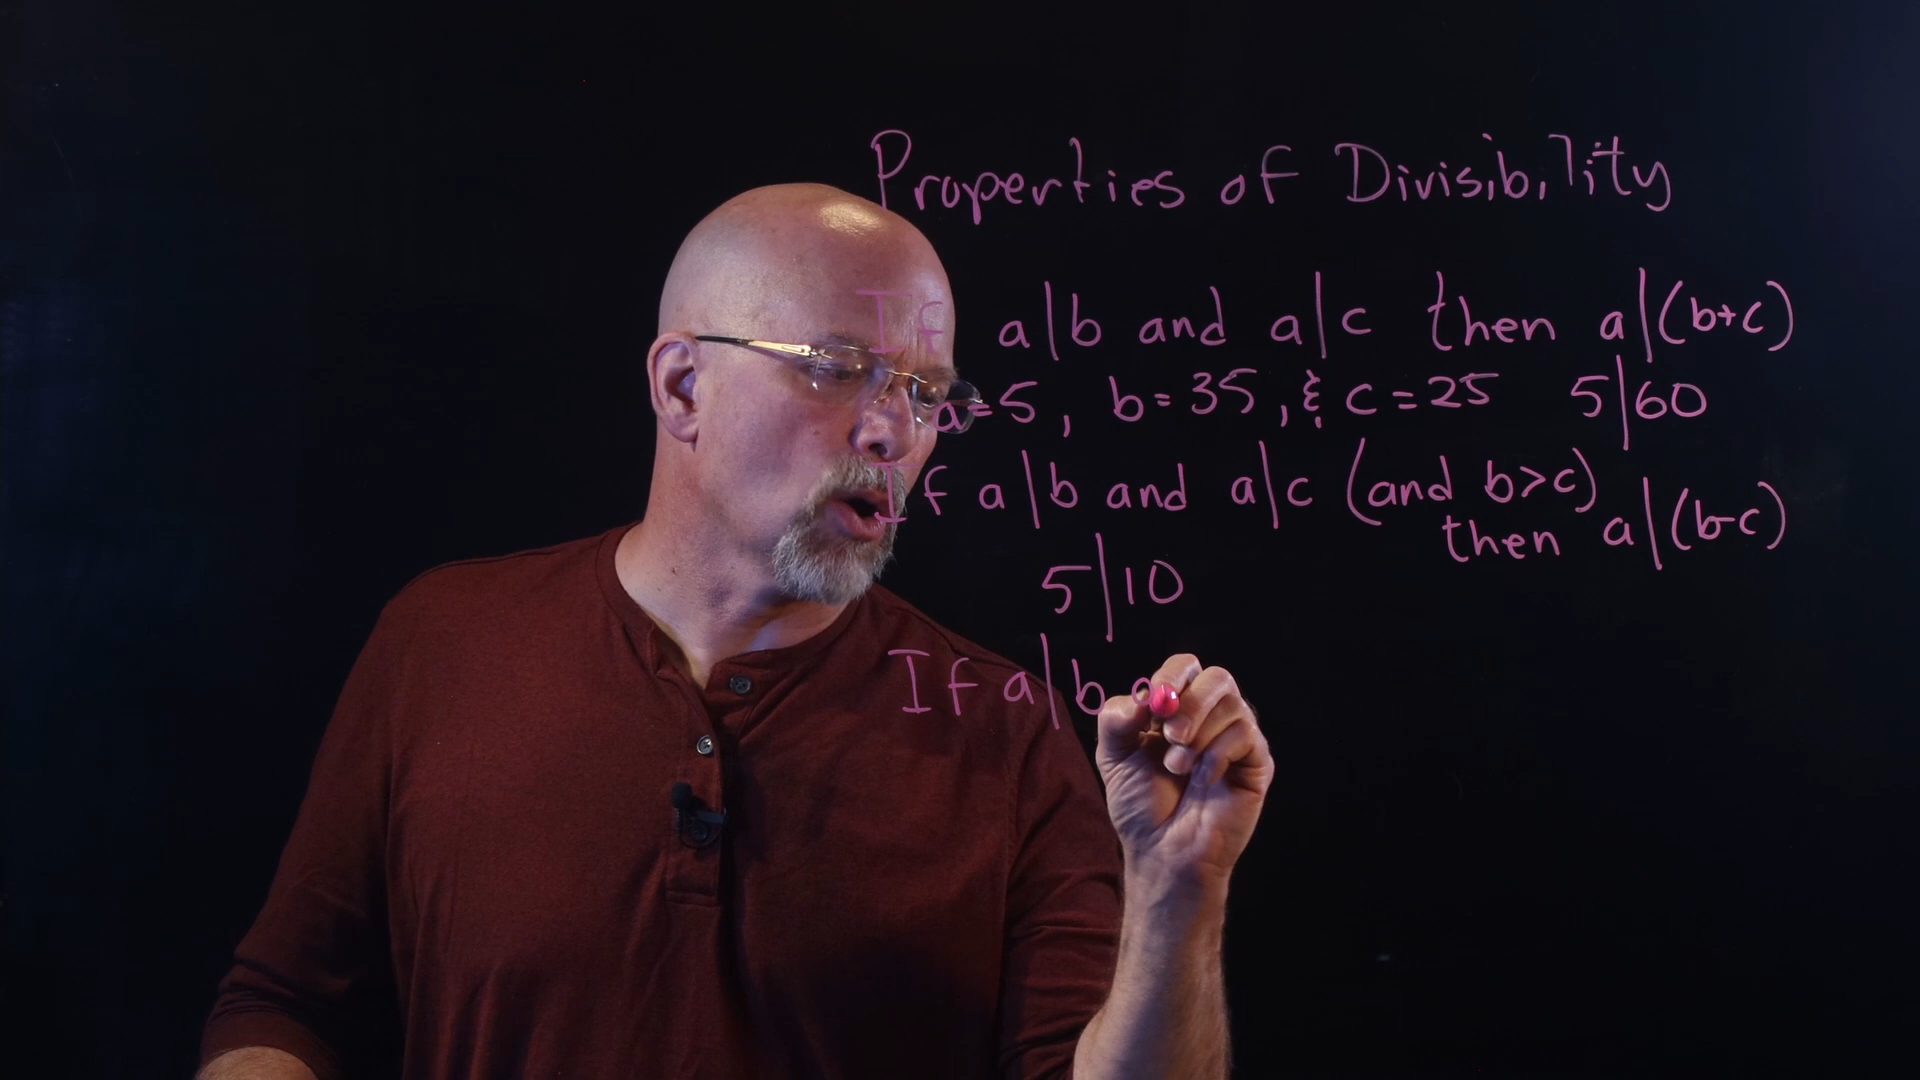 Properties of Divisibility
If a|b and a|c then a|(b+c)
a=5, b=35, & c=25 5|60
If a|b and a|c (and b>c)
then a|(b-c)
5|10
If a|b a